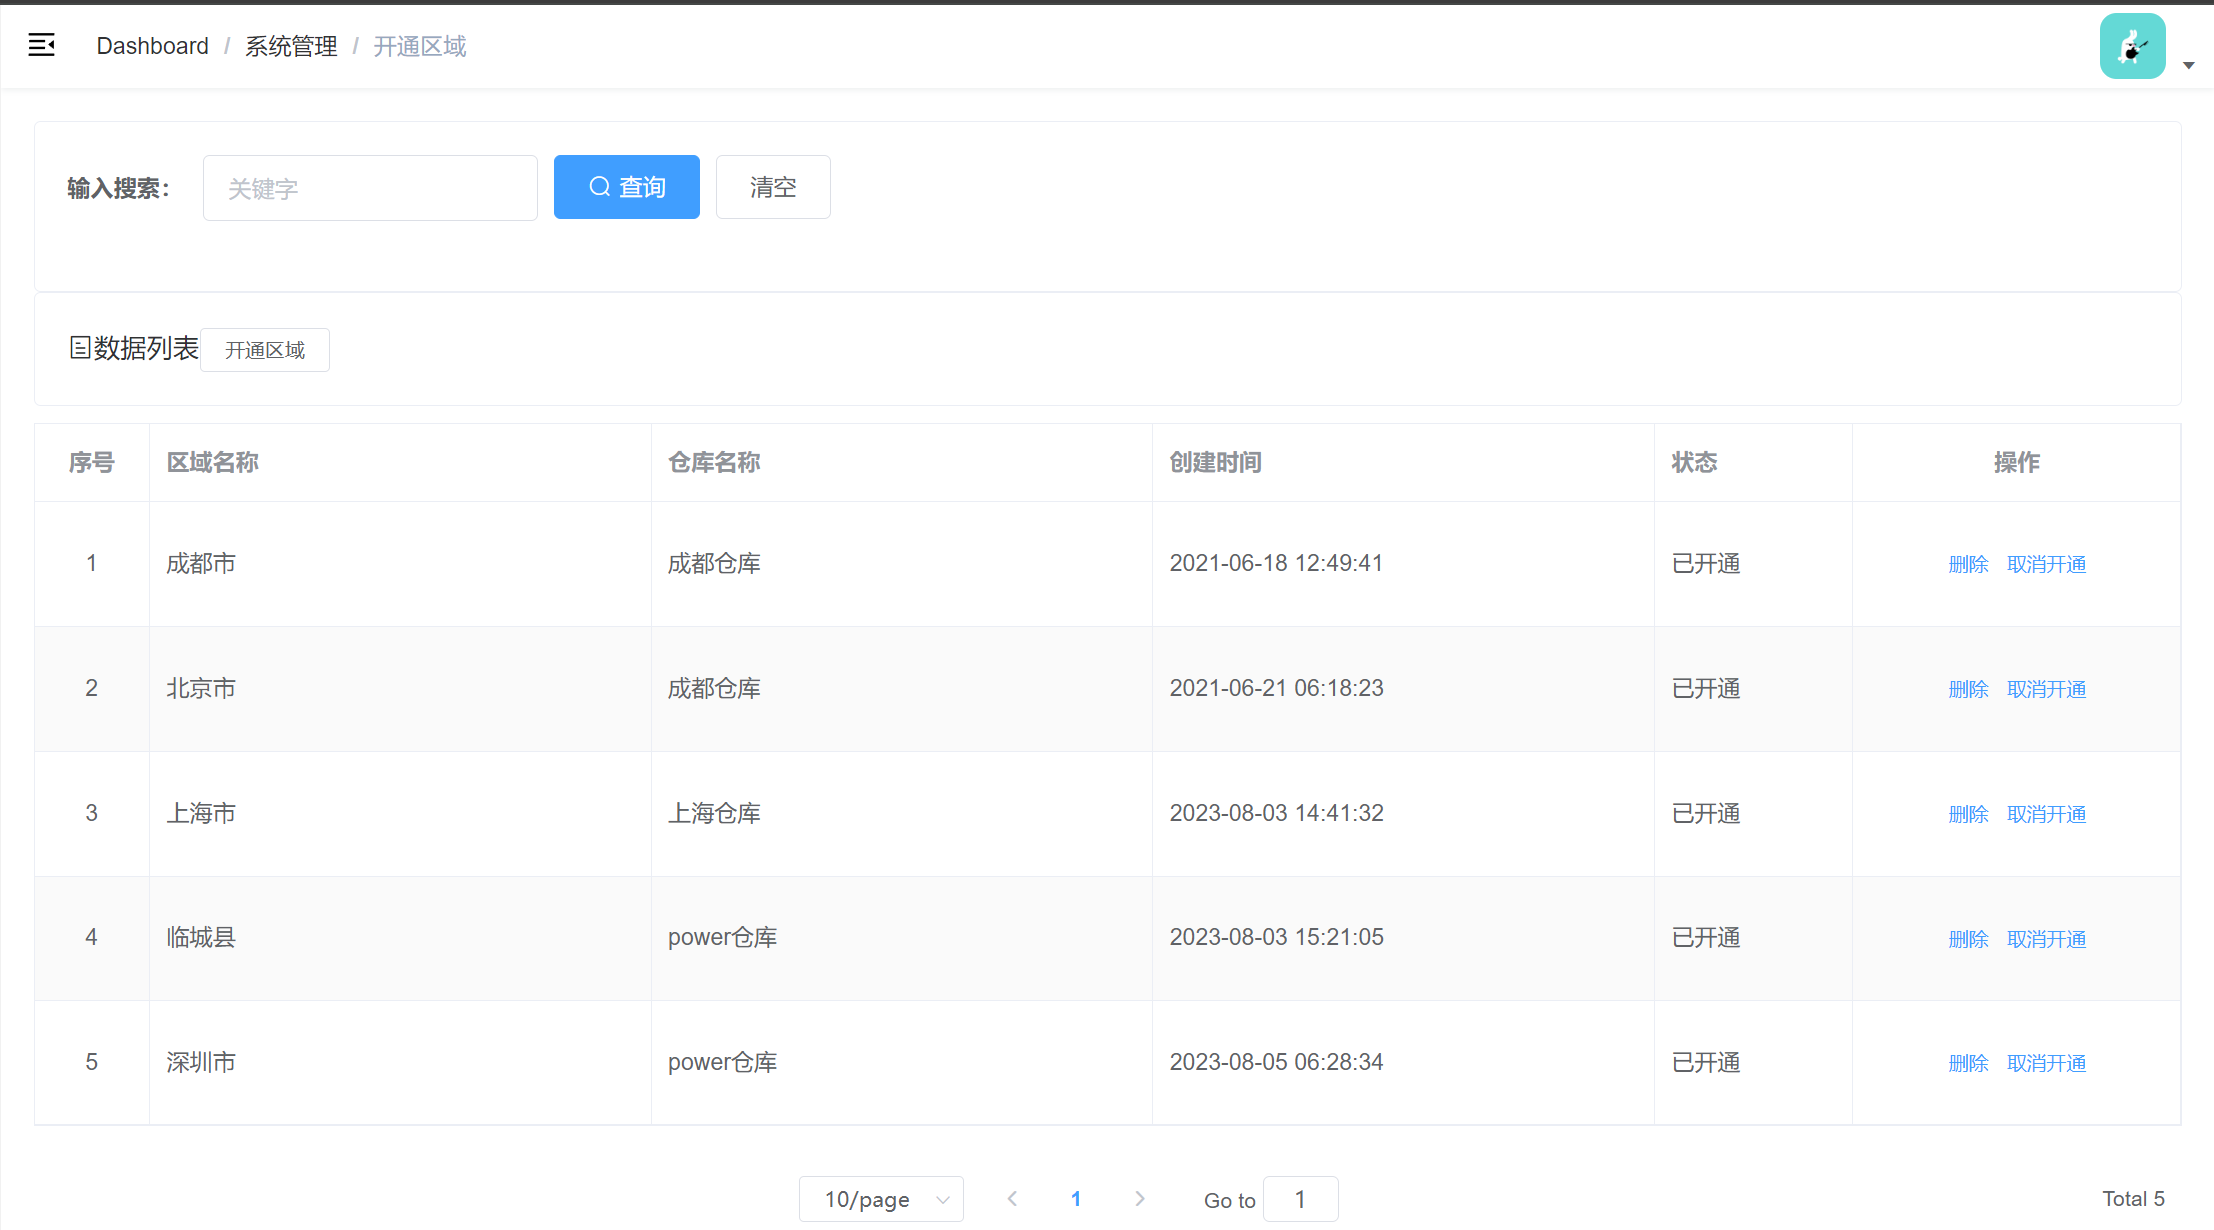 Dashboard / 系统管理 / 开通区域
输入搜索： 关键字 查询 清空
数据列表 开通区域
序号 区域名称 仓库名称 创建时间 状态 操作
1 成都市 成都仓库 2021-06-18 12:49:41 已开通 删除 取消开通
2 北京市 成都仓库 2021-06-21 06:18:23 已开通 删除 取消开通
3 上海市 上海仓库 2023-08-03 14:41:32 已开通 删除 取消开通
4 临城县 power仓库 2023-08-03 15:21:05 已开通 删除 取消开通
5 深圳市 power仓库 2023-08-05 06:28:34 已开通 删除 取消开通
10/page 1 Go to 1 Total 5